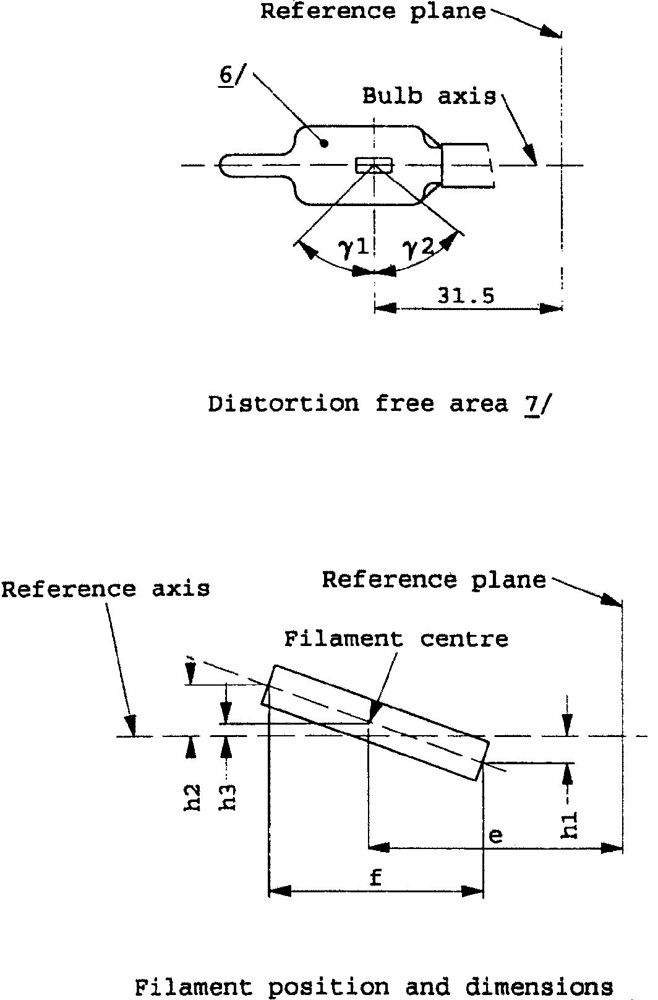 Reference plane
6/
Bulb axis
γ1
γ2
31.5
Distortion free area 7/
Reference axis
Reference plane
Filament centre
h2
h3
h1
e
f
Filament position and dimensions